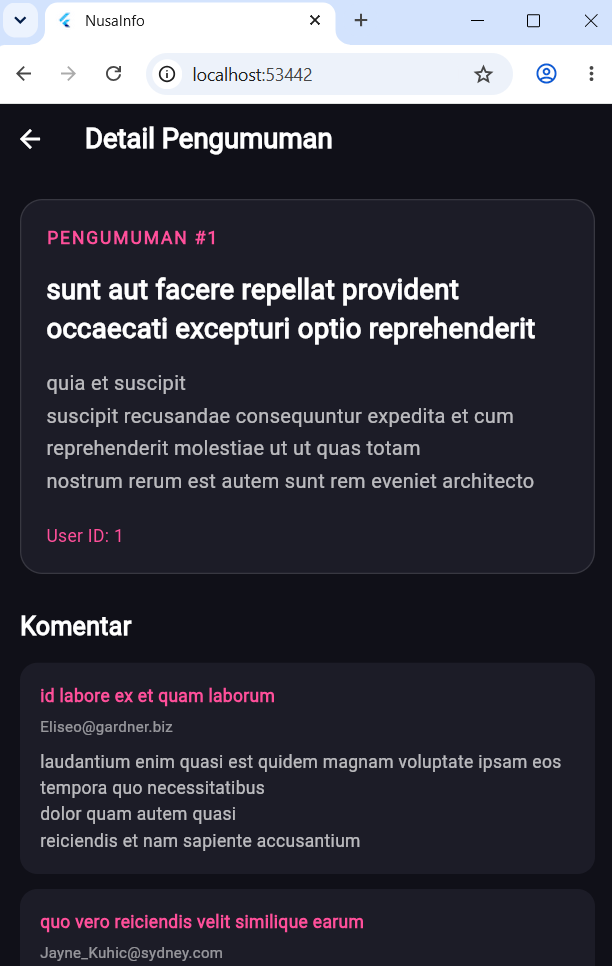 NusaInfo
localhost:53442
Detail Pengumuman
PENGUMUMAN #1
sunt aut facere repellat provident
occaecati excepturi optio reprehenderit
quia et suscipit
suscipit recusandae consequuntur expedita et cum
reprehenderit molestiae ut ut quas totam
nostrum rerum est autem sunt rem eveniet architecto
User ID: 1
Komentar
id labore ex et quam laborum
Eliseo@gardner.biz
laudantium enim quasi est quidem magnam voluptate ipsam eos
tempora quo necessitatibus
dolor quam autem quasi
reiciendis et nam sapiente accusantium
quo vero reiciendis velit similique earum
Jayne_Kuhic@sydney.com